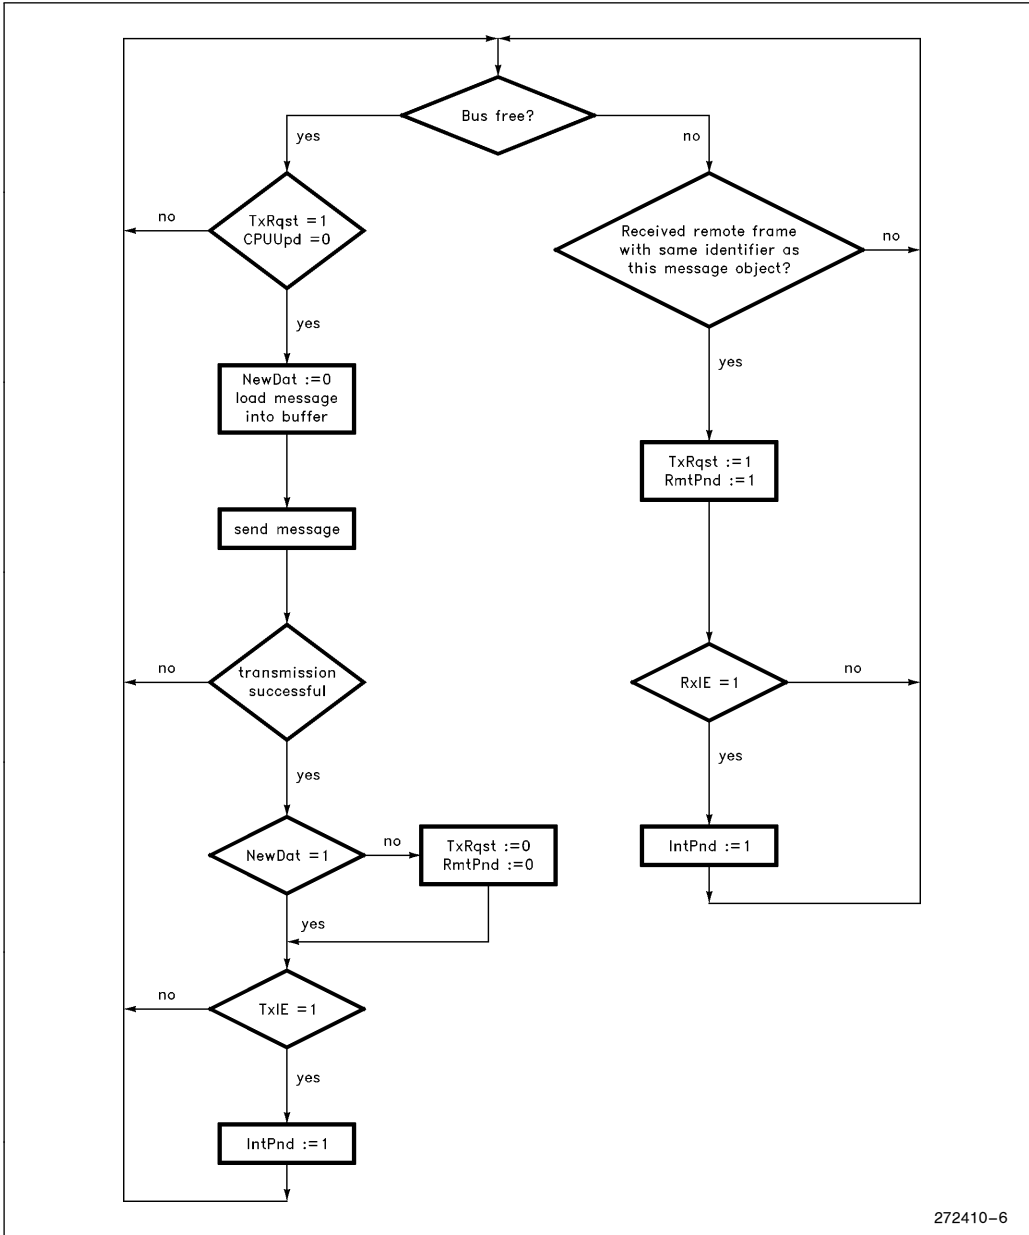 Bus free?
yes
no
TxRqst =1
CPUUpd =0
no
Received remote frame
with same identifier as
this message object?
no
yes
yes
NewDat :=0
load message
into buffer
TxRqst :=1
RmtPnd :=1
send message
transmission
successful
no
RxIE =1
no
yes
yes
NewDat =1
no
TxRqst :=0
RmtPnd :=0
IntPnd :=1
yes
TxIE =1
no
yes
IntPnd :=1
272410-6